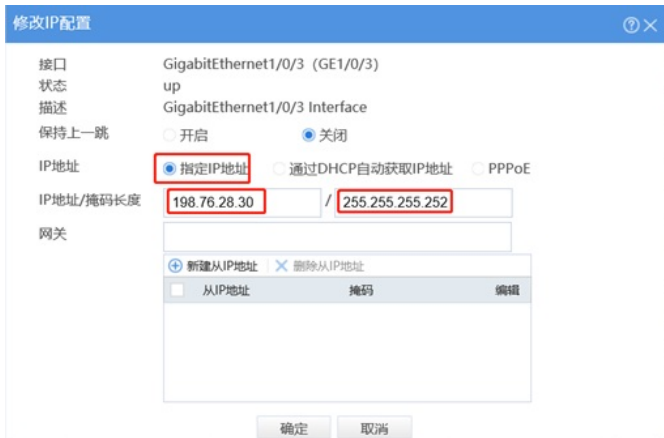 修改IP配置
接口 GigabitEthernet1/0/3 (GE1/0/3)
状态 up
描述 GigabitEthernet1/0/3 Interface
保持上一跳 开启 关闭
IP地址 指定IP地址 通过DHCP自动获取IP地址 PPPoE
IP地址/掩码长度 198.76.28.30 / 255.255.255.252
网关
新建从IP地址 删除从IP地址
从IP地址 掩码 编辑
确定 取消